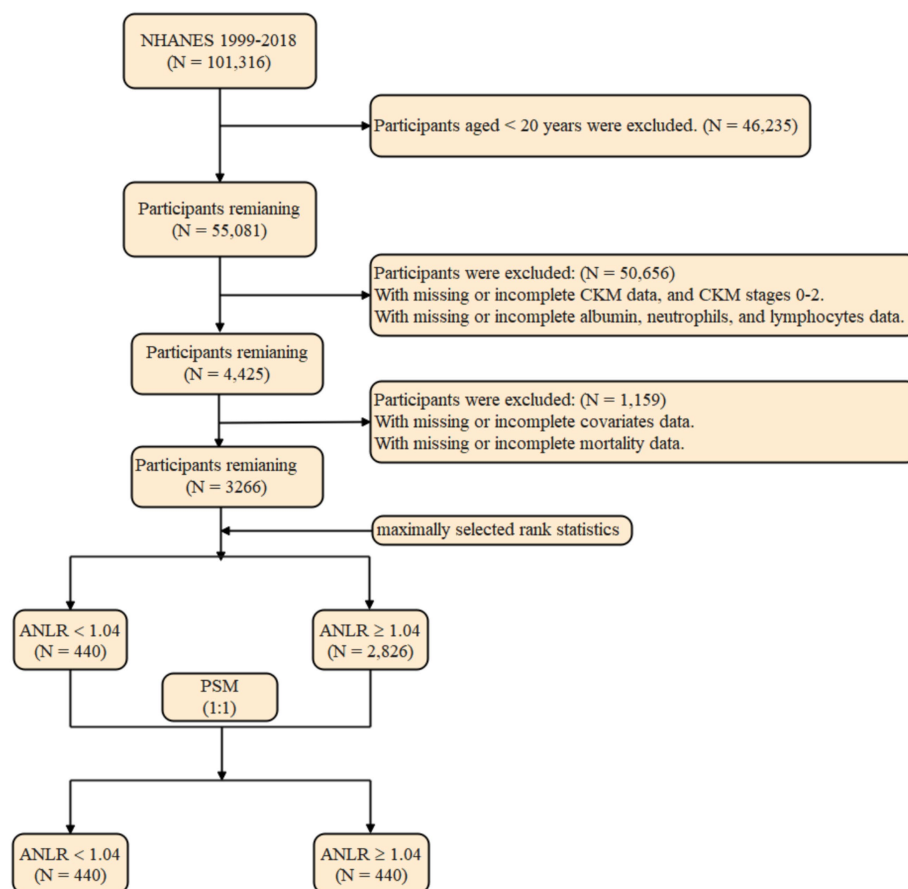 NHANES 1999-2018
(N = 101,316)
Participants aged < 20 years were excluded. (N = 46,235)
Participants remianing
(N = 55,081)
Participants were excluded: (N = 50,656)
With missing or incomplete CKM data, and CKM stages 0-2.
With missing or incomplete albumin, neutrophils, and lymphocytes data.
Participants remianing
(N = 4,425)
Participants were excluded: (N = 1,159)
With missing or incomplete covariates data.
With missing or incomplete mortality data.
Participants remianing
(N = 3266)
maximally selected rank statistics
ANLR < 1.04
(N = 440)
ANLR ≥ 1.04
(N = 2,826)
PSM
(1:1)
ANLR < 1.04
(N = 440)
ANLR ≥ 1.04
(N = 440)